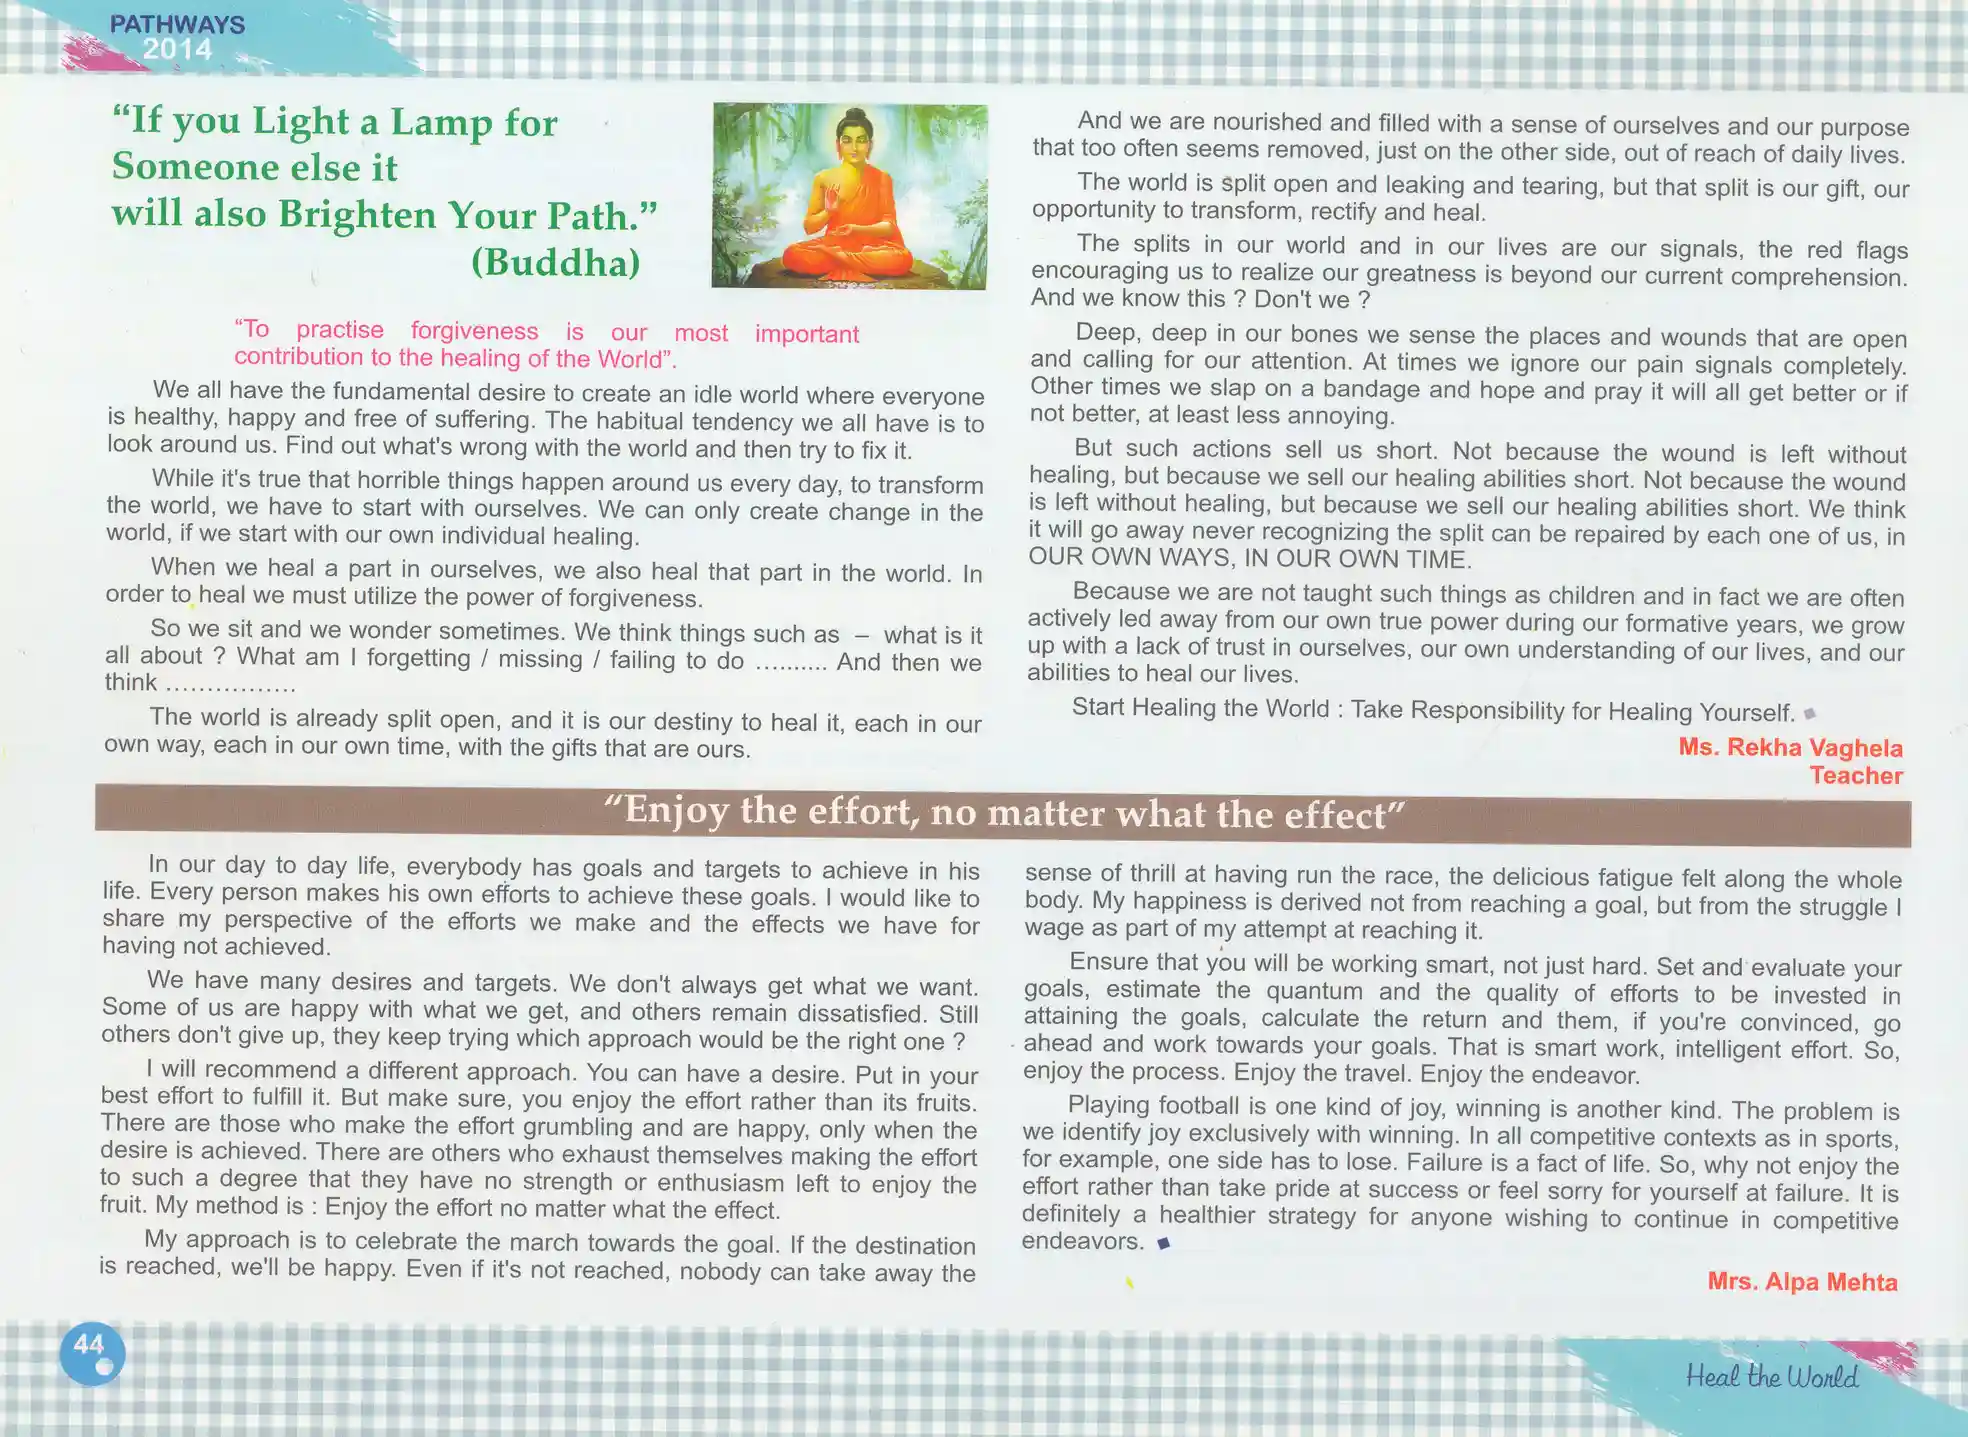 PATHWAYS
2014
“If you Light a Lamp for
Someone else it
will also Brighten Your Path.”
(Buddha)
“To practise forgiveness is our most important
contribution to the healing of the World”.
We all have the fundamental desire to create an idle world where everyone
is healthy, happy and free of suffering. The habitual tendency we all have is to
look around us. Find out what's wrong with the world and then try to fix it.
While it's true that horrible things happen around us every day, to transform
the world, we have to start with ourselves. We can only create change in the
world, if we start with our own individual healing.
When we heal a part in ourselves, we also heal that part in the world. In
order to heal we must utilize the power of forgiveness.
So we sit and we wonder sometimes. We think things such as – what is it
all about ? What am I forgetting / missing / failing to do .......... And then we
think ................
The world is already split open, and it is our destiny to heal it, each in our
own way, each in our own time, with the gifts that are ours.
And we are nourished and filled with a sense of ourselves and our purpose
that too often seems removed, just on the other side, out of reach of daily lives.
The world is split open and leaking and tearing, but that split is our gift, our
opportunity to transform, rectify and heal.
The splits in our world and in our lives are our signals, the red flags
encouraging us to realize our greatness is beyond our current comprehension.
And we know this ? Don't we ?
Deep, deep in our bones we sense the places and wounds that are open
and calling for our attention. At times we ignore our pain signals completely.
Other times we slap on a bandage and hope and pray it will all get better or if
not better, at least less annoying.
But such actions sell us short. Not because the wound is left without
healing, but because we sell our healing abilities short. Not because the wound
is left without healing, but because we sell our healing abilities short. We think
it will go away never recognizing the split can be repaired by each one of us, in
OUR OWN WAYS, IN OUR OWN TIME.
Because we are not taught such things as children and in fact we are often
actively led away from our own true power during our formative years, we grow
up with a lack of trust in ourselves, our own understanding of our lives, and our
abilities to heal our lives.
Start Healing the World : Take Responsibility for Healing Yourself.
Ms. Rekha Vaghela
Teacher
“Enjoy the effort, no matter what the effect”
In our day to day life, everybody has goals and targets to achieve in his
life. Every person makes his own efforts to achieve these goals. I would like to
share my perspective of the efforts we make and the effects we have for
having not achieved.
We have many desires and targets. We don't always get what we want.
Some of us are happy with what we get, and others remain dissatisfied. Still
others don't give up, they keep trying which approach would be the right one ?
I will recommend a different approach. You can have a desire. Put in your
best effort to fulfill it. But make sure, you enjoy the effort rather than its fruits.
There are those who make the effort grumbling and are happy, only when the
desire is achieved. There are others who exhaust themselves making the effort
to such a degree that they have no strength or enthusiasm left to enjoy the
fruit. My method is : Enjoy the effort no matter what the effect.
My approach is to celebrate the march towards the goal. If the destination
is reached, we'll be happy. Even if it's not reached, nobody can take away the
sense of thrill at having run the race, the delicious fatigue felt along the whole
body. My happiness is derived not from reaching a goal, but from the struggle I
wage as part of my attempt at reaching it.
Ensure that you will be working smart, not just hard. Set and evaluate your
goals, estimate the quantum and the quality of efforts to be invested in
attaining the goals, calculate the return and them, if you're convinced, go
ahead and work towards your goals. That is smart work, intelligent effort. So,
enjoy the process. Enjoy the travel. Enjoy the endeavor.
Playing football is one kind of joy, winning is another kind. The problem is
we identify joy exclusively with winning. In all competitive contexts as in sports,
for example, one side has to lose. Failure is a fact of life. So, why not enjoy the
effort rather than take pride at success or feel sorry for yourself at failure. It is
definitely a healthier strategy for anyone wishing to continue in competitive
endeavors.
Mrs. Alpa Mehta
44
Heal the World